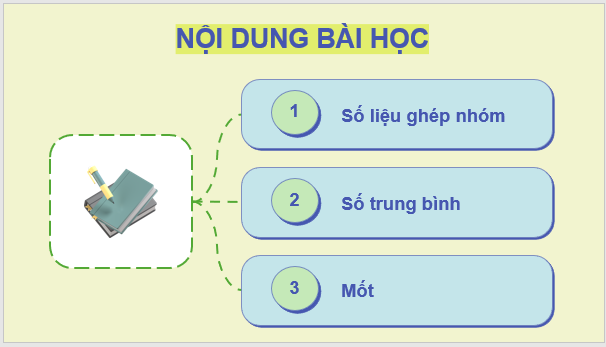 NỘI DUNG BÀI HỌC
1 Số liệu ghép nhóm
2 Số trung bình
3 Mốt